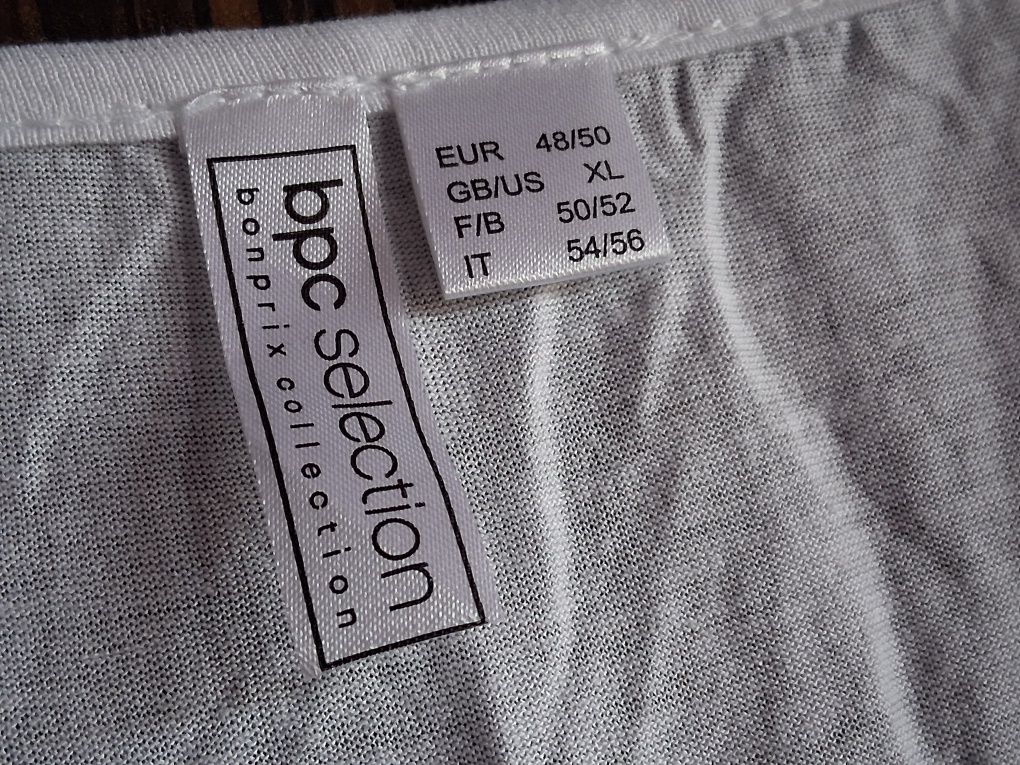 bpc selection
bonprix collection
EUR 48/50
GB/US XL
F/B 50/52
IT 54/56